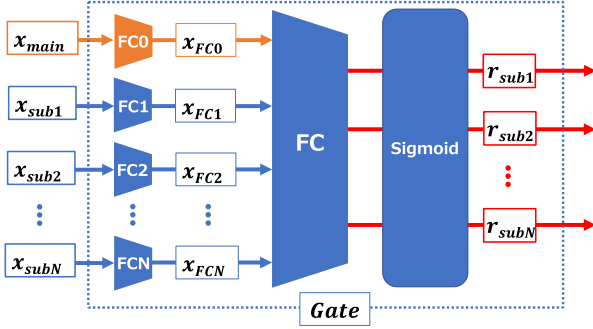 x_main FC0 x_FC0
x_sub1 FC1 x_FC1
x_sub2 FC2 x_FC2
x_subN FCN x_FCN
FC
Sigmoid
r_sub1
r_sub2
r_subN
Gate